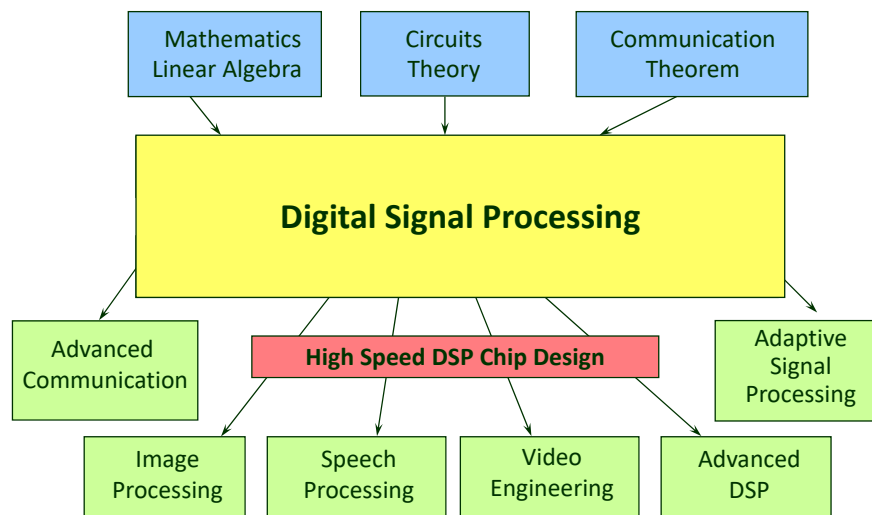 Mathematics
Linear Algebra
Circuits
Theory
Communication
Theorem
Digital Signal Processing
High Speed DSP Chip Design
Advanced
Communication
Adaptive
Signal
Processing
Image
Processing
Speech
Processing
Video
Engineering
Advanced
DSP